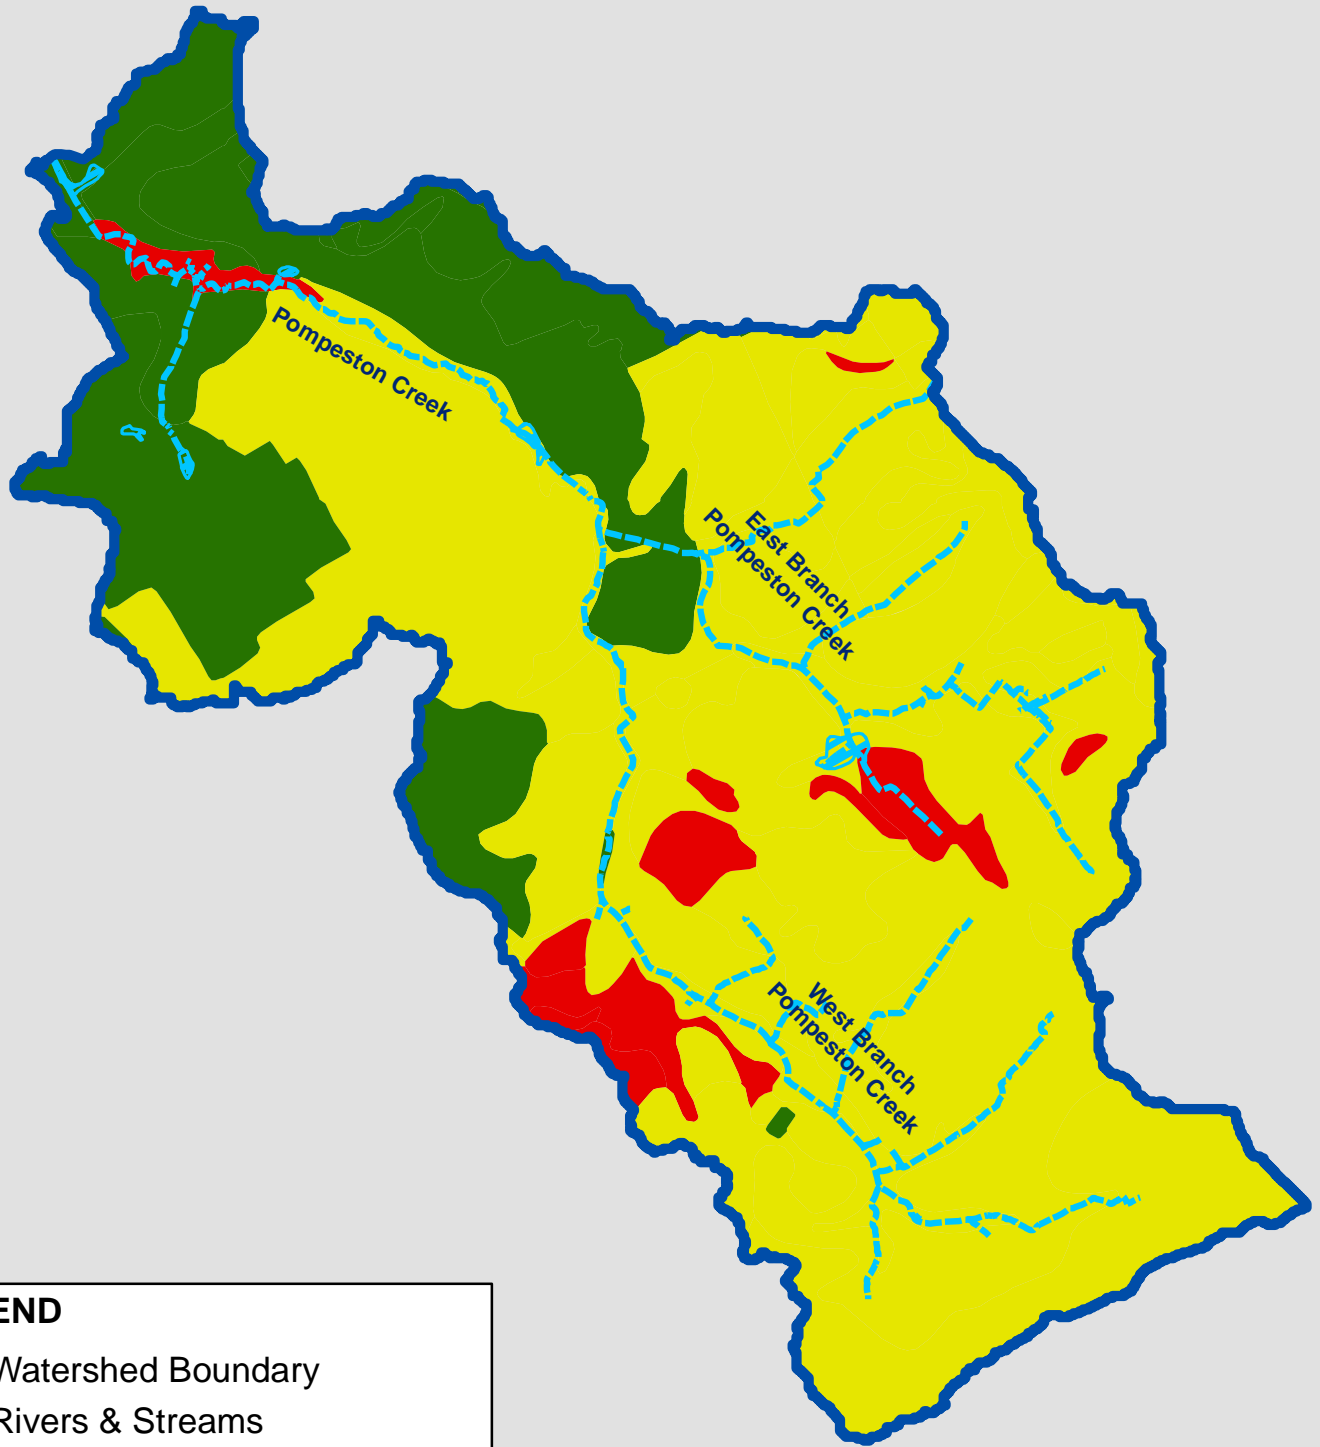 Pompeston Creek
East Branch
Pompeston Creek
West Branch
Pompeston Creek
END
Watershed Boundary
Rivers & Streams